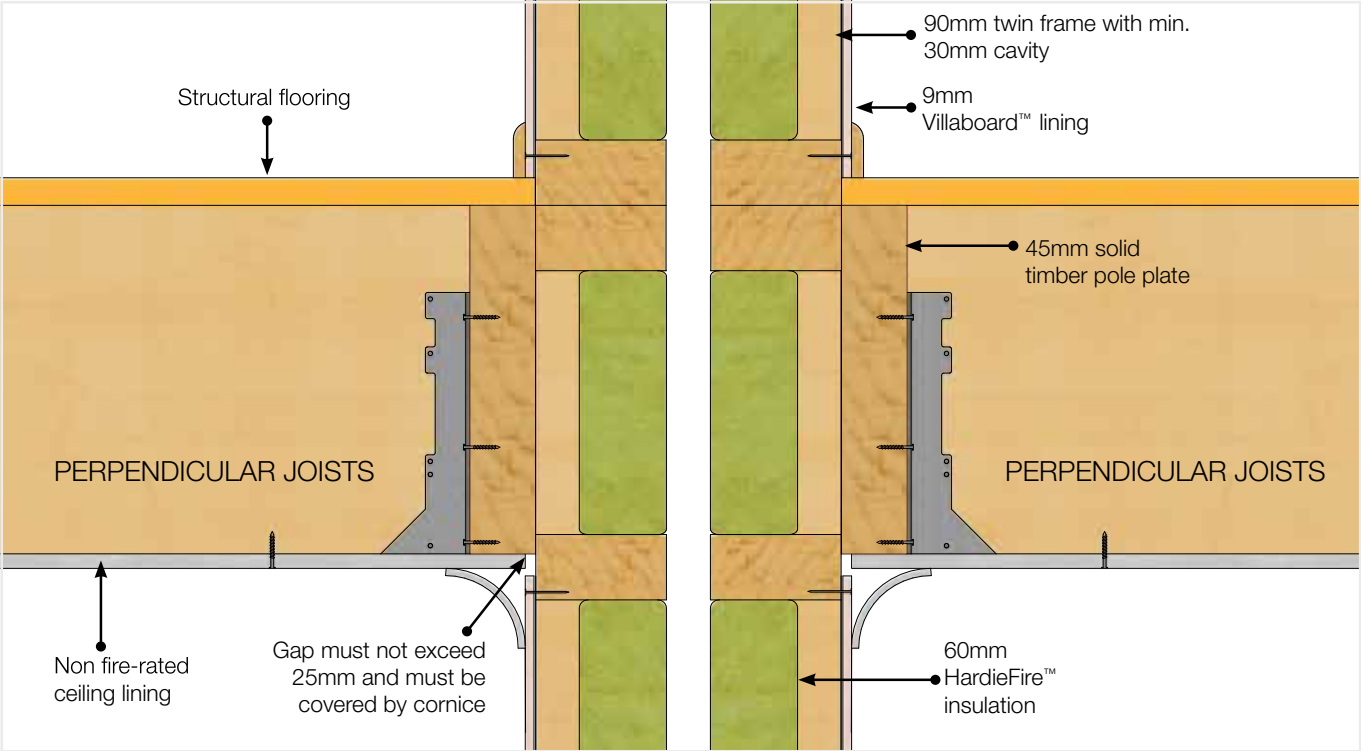 90mm twin frame with min.
30mm cavity
Structural flooring
9mm
Villaboard™ lining
45mm solid
timber pole plate
PERPENDICULAR JOISTS
PERPENDICULAR JOISTS
Non fire-rated
ceiling lining
Gap must not exceed
25mm and must be
covered by cornice
60mm
HardieFire™
insulation